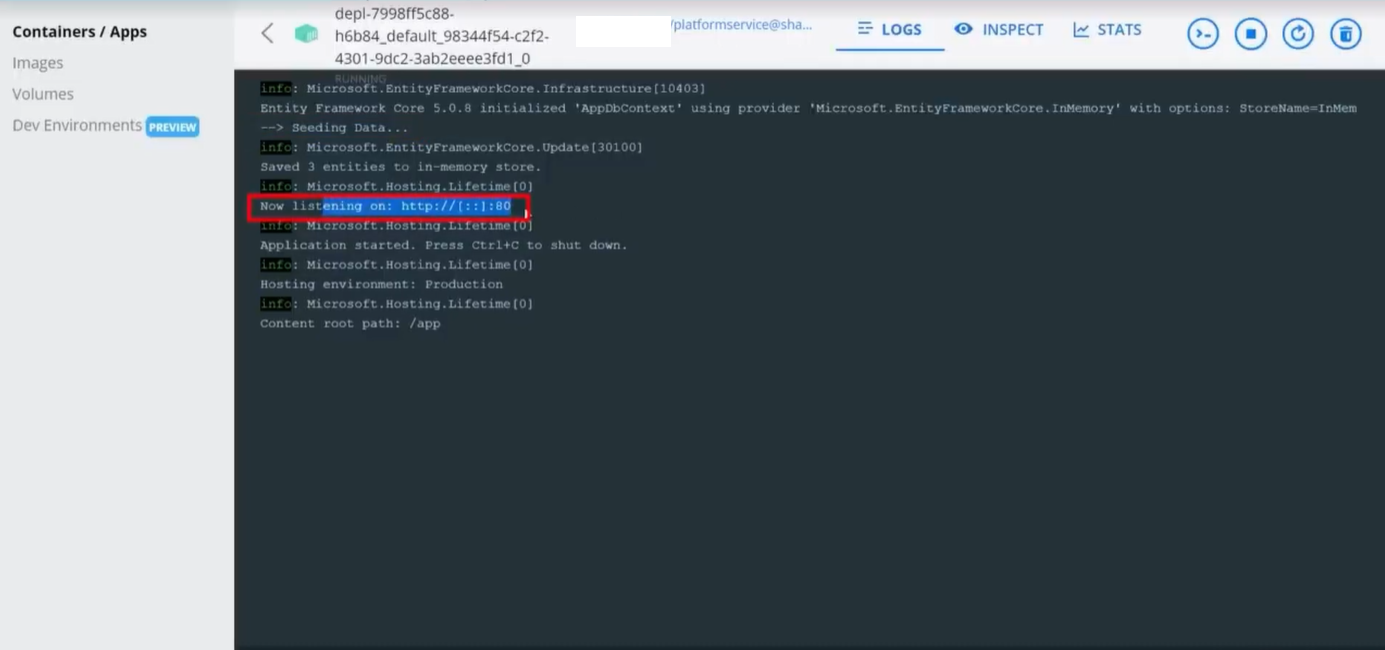 Containers / Apps
Images
Volumes
Dev Environments PREVIEW
depl-7998ff5c88-
h6b84_default_98344f54-c2f2-
4301-9dc2-3ab2eeee3fd1_0
RUNNING
/platformservice@sha...
LOGS
INSPECT
STATS
info: Microsoft.EntityFrameworkCore.Infrastructure[10403]
Entity Framework Core 5.0.8 initialized 'AppDbContext' using provider 'Microsoft.EntityFrameworkCore.InMemory' with options: StoreName=InMem
--> Seeding Data...
info: Microsoft.EntityFrameworkCore.Update[30100]
Saved 3 entities to in-memory store.
info: Microsoft.Hosting.Lifetime[0]
Now listening on: http://[::]:80
info: Microsoft.Hosting.Lifetime[0]
Application started. Press Ctrl+C to shut down.
info: Microsoft.Hosting.Lifetime[0]
Hosting environment: Production
info: Microsoft.Hosting.Lifetime[0]
Content root path: /app